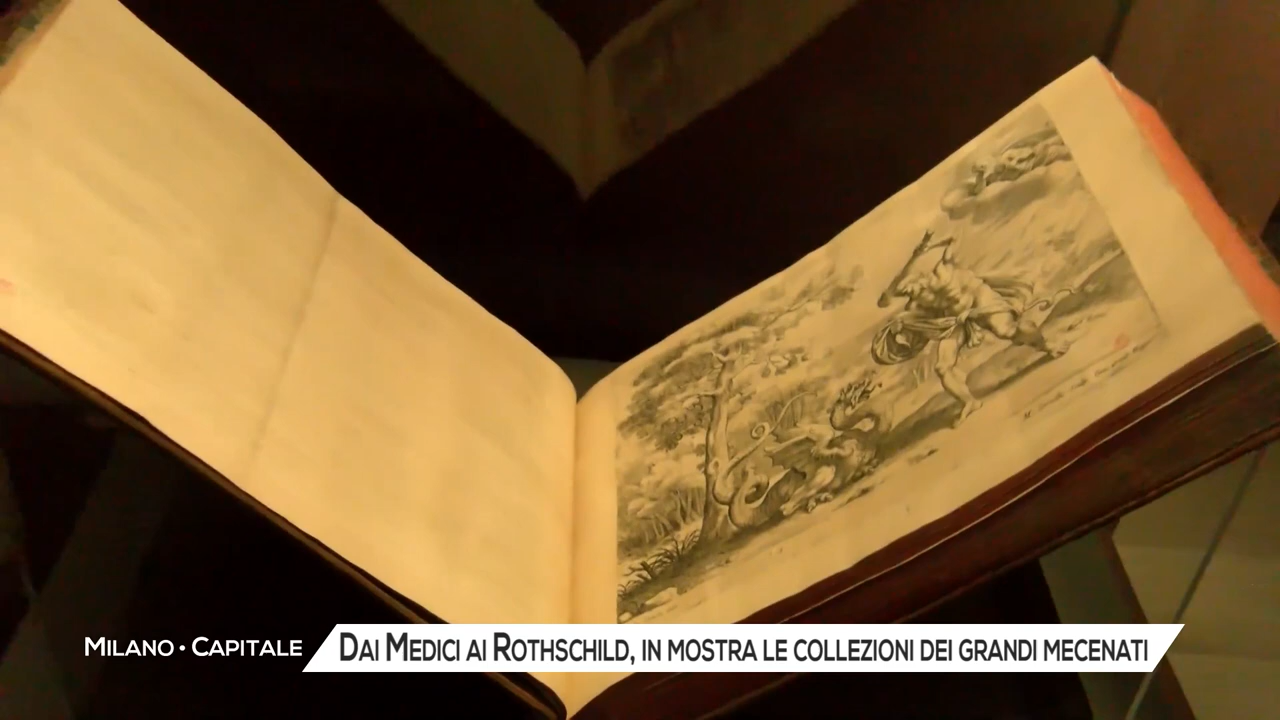 Milano • Capitale
Dai Medici ai Rothschild, in mostra le collezioni dei grandi mecenati